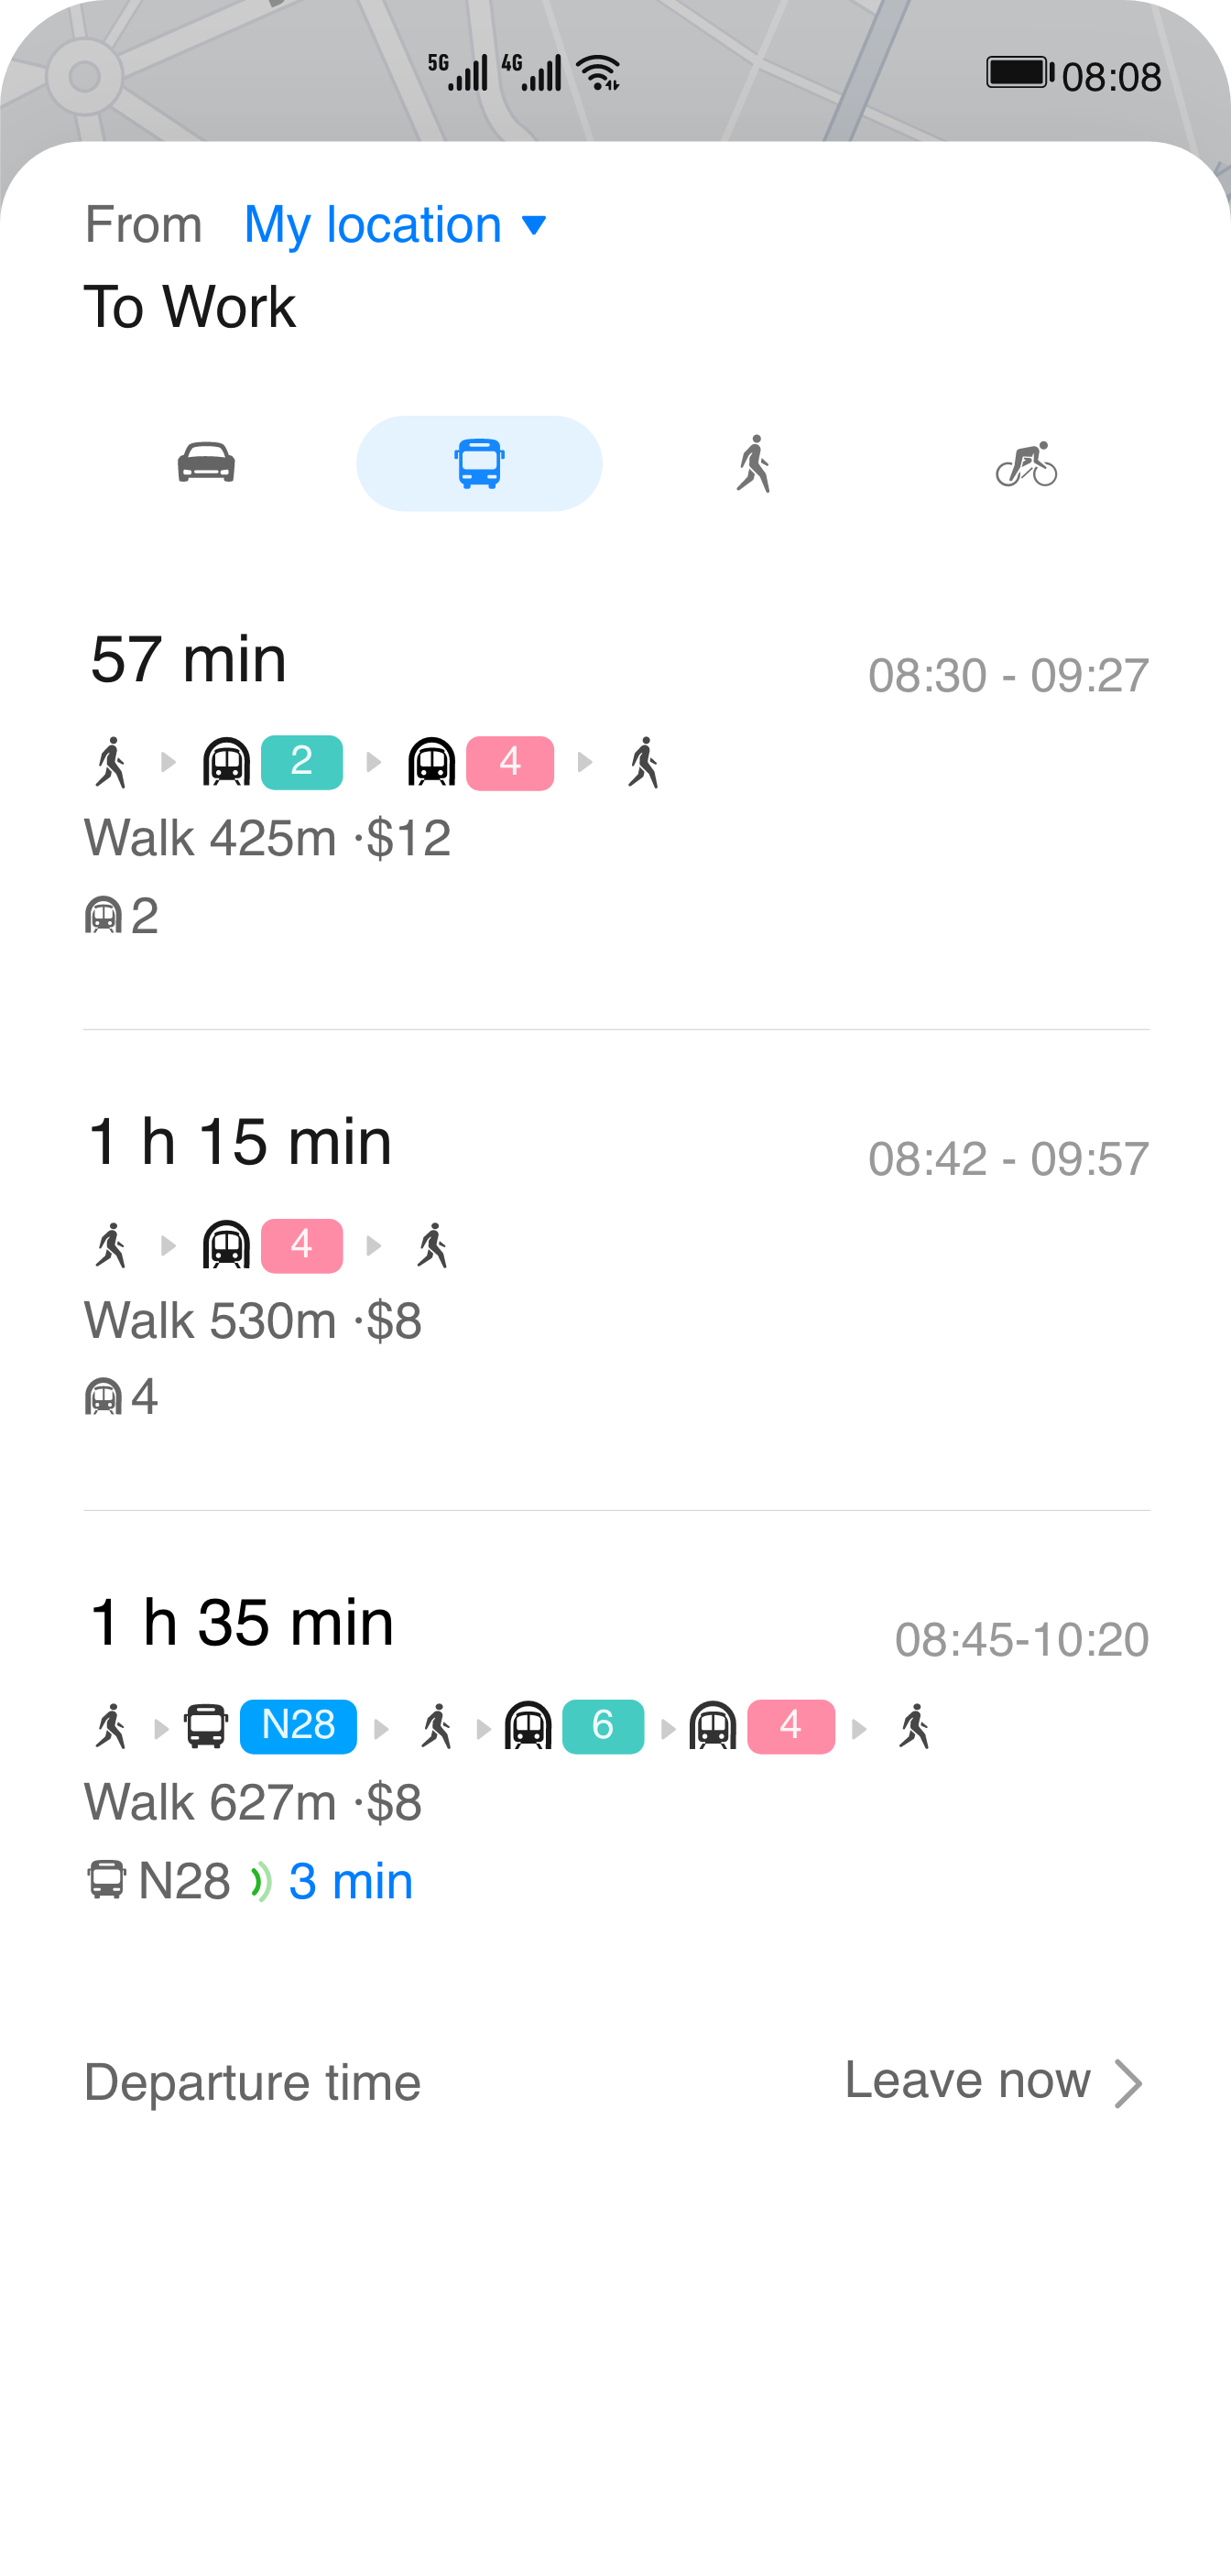 5G 4G 08:08
From My location
To Work
57 min 08:30 - 09:27
2 4
Walk 425m ·$12
2
1 h 15 min 08:42 - 09:57
4
Walk 530m ·$8
4
1 h 35 min 08:45-10:20
N28 6 4
Walk 627m ·$8
N28 3 min
Departure time Leave now